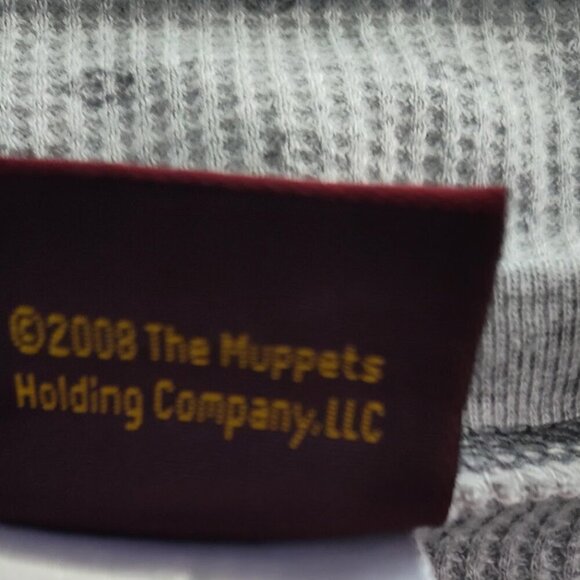 ©2008 The Muppets
Holding Company,LLC